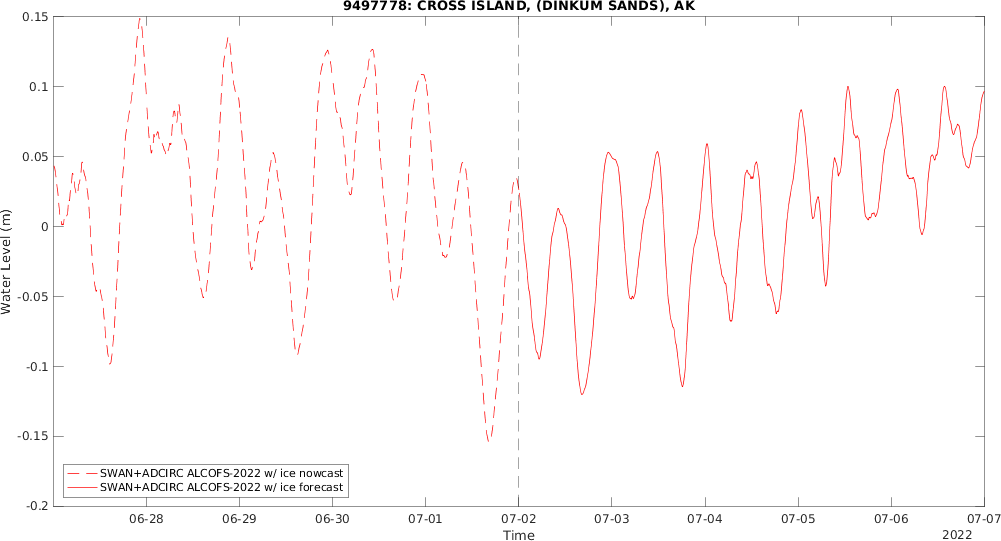 9497778: CROSS ISLAND, (DINKUM SANDS), AK
Water Level (m)
0.15
0.1
0.05
0
-0.05
-0.1
-0.15
-0.2
SWAN+ADCIRC ALCOFS-2022 w/ ice nowcast
SWAN+ADCIRC ALCOFS-2022 w/ ice forecast
06-28 06-29 06-30 07-01 07-02 07-03 07-04 07-05 07-06 07-07
Time
2022